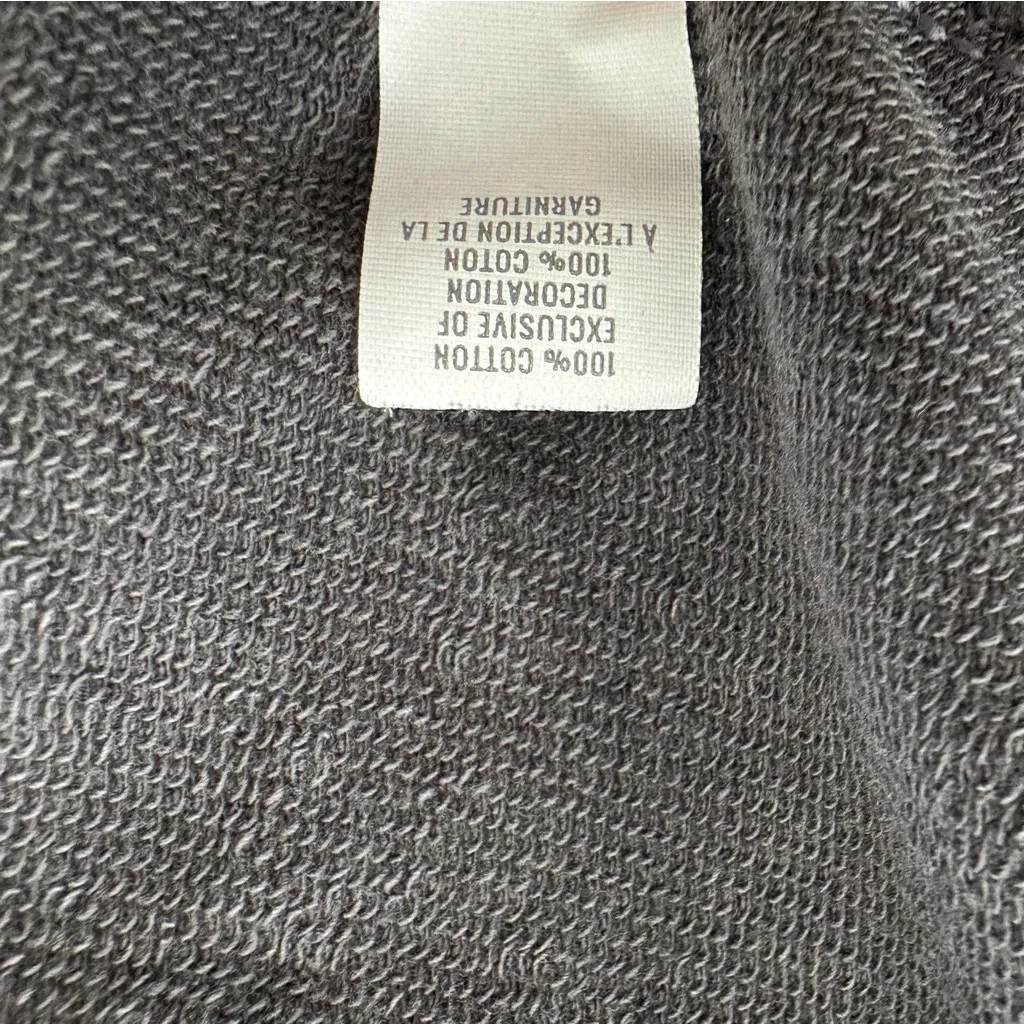 100% COTTON
EXCLUSIVE OF
DECORATION
100% COTON
À L'EXCEPTION DE LA
GARNITURE